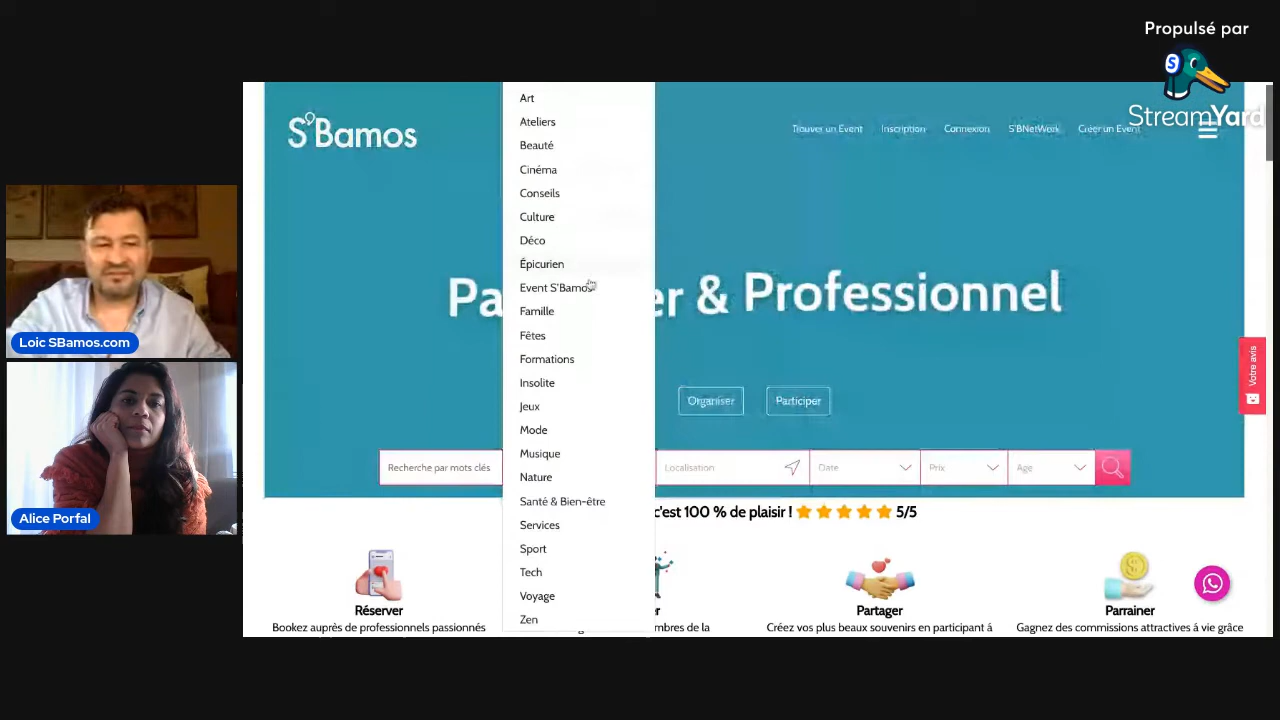 Propulsé par
StreamYard
S'Bamos
Trouver un Event
Inscription
Connexion
S'BNetWork
Créer un Event
Art
Ateliers
Beauté
Cinéma
Conseils
Culture
Déco
Épicurien
Event S'Bamos
Famille
Fêtes
Formations
Insolite
Jeux
Mode
Musique
Nature
Santé & Bien-être
Services
Sport
Tech
Voyage
Zen
& Professionnel
Organiser
Participer
Recherche par mots clés
Localisation
Date
Prix
Age
c'est 100 % de plaisir ! 5/5
Votre avis
Réserver
Partager
Parrainer
Bookez auprès de professionnels passionnés
mbres de la
Créez vos plus beaux souvenirs en participant á
Gagnez des commissions attractives á vie grâce
Loic SBamos.com
Alice Porfal